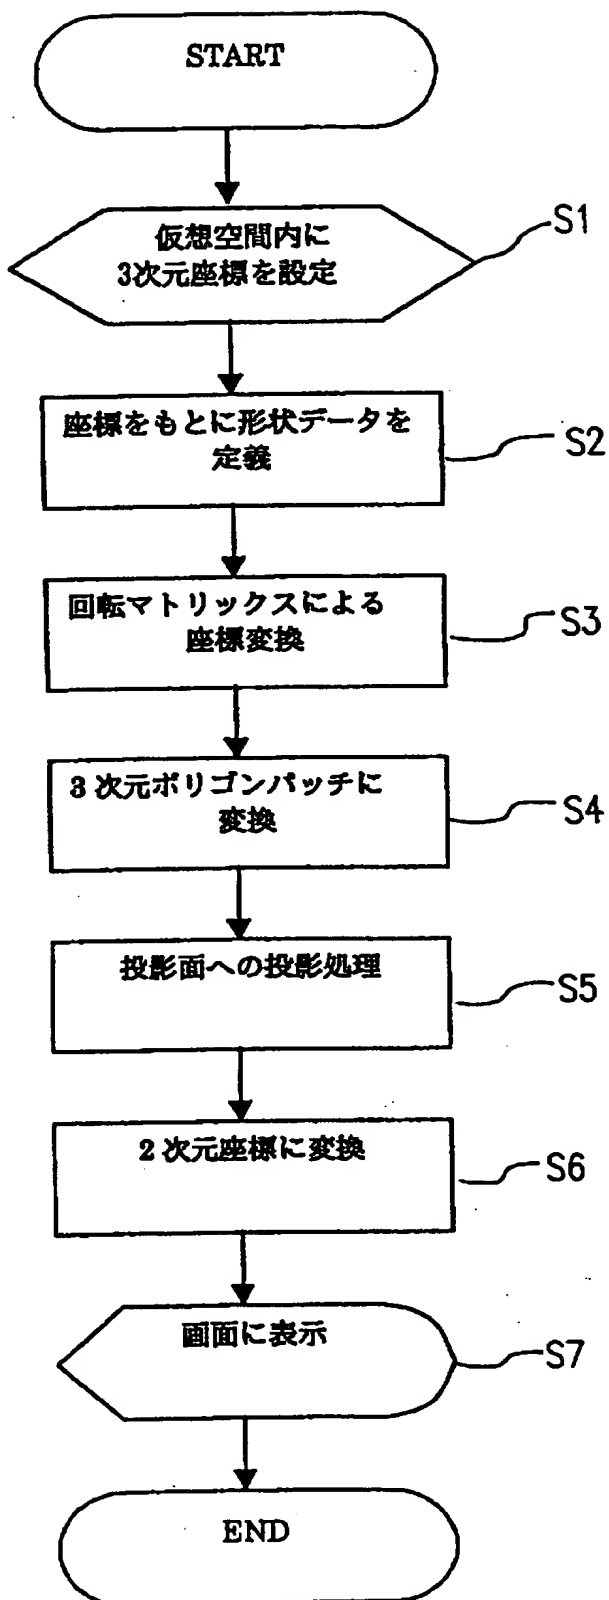 START
仮想空間内に
3次元座標を設定
S1
座標をもとに形状データを
定義
S2
回転マトリックスによる
座標変換
S3
3次元ポリゴンパッチに
変換
S4
投影面への投影処理
S5
2次元座標に変換
S6
画面に表示
S7
END